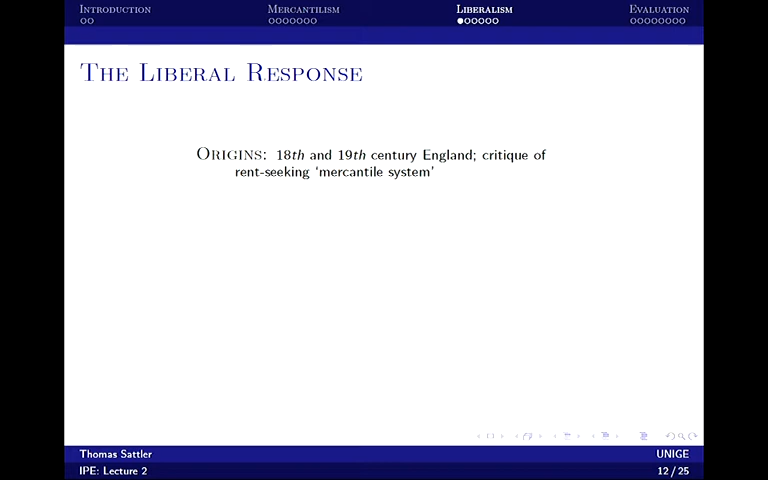 Introduction Mercantilism Liberalism Evaluation
The Liberal Response
Origins: 18th and 19th century England; critique of
rent-seeking ‘mercantile system’
Thomas Sattler UNIGE
IPE: Lecture 2 12 / 25